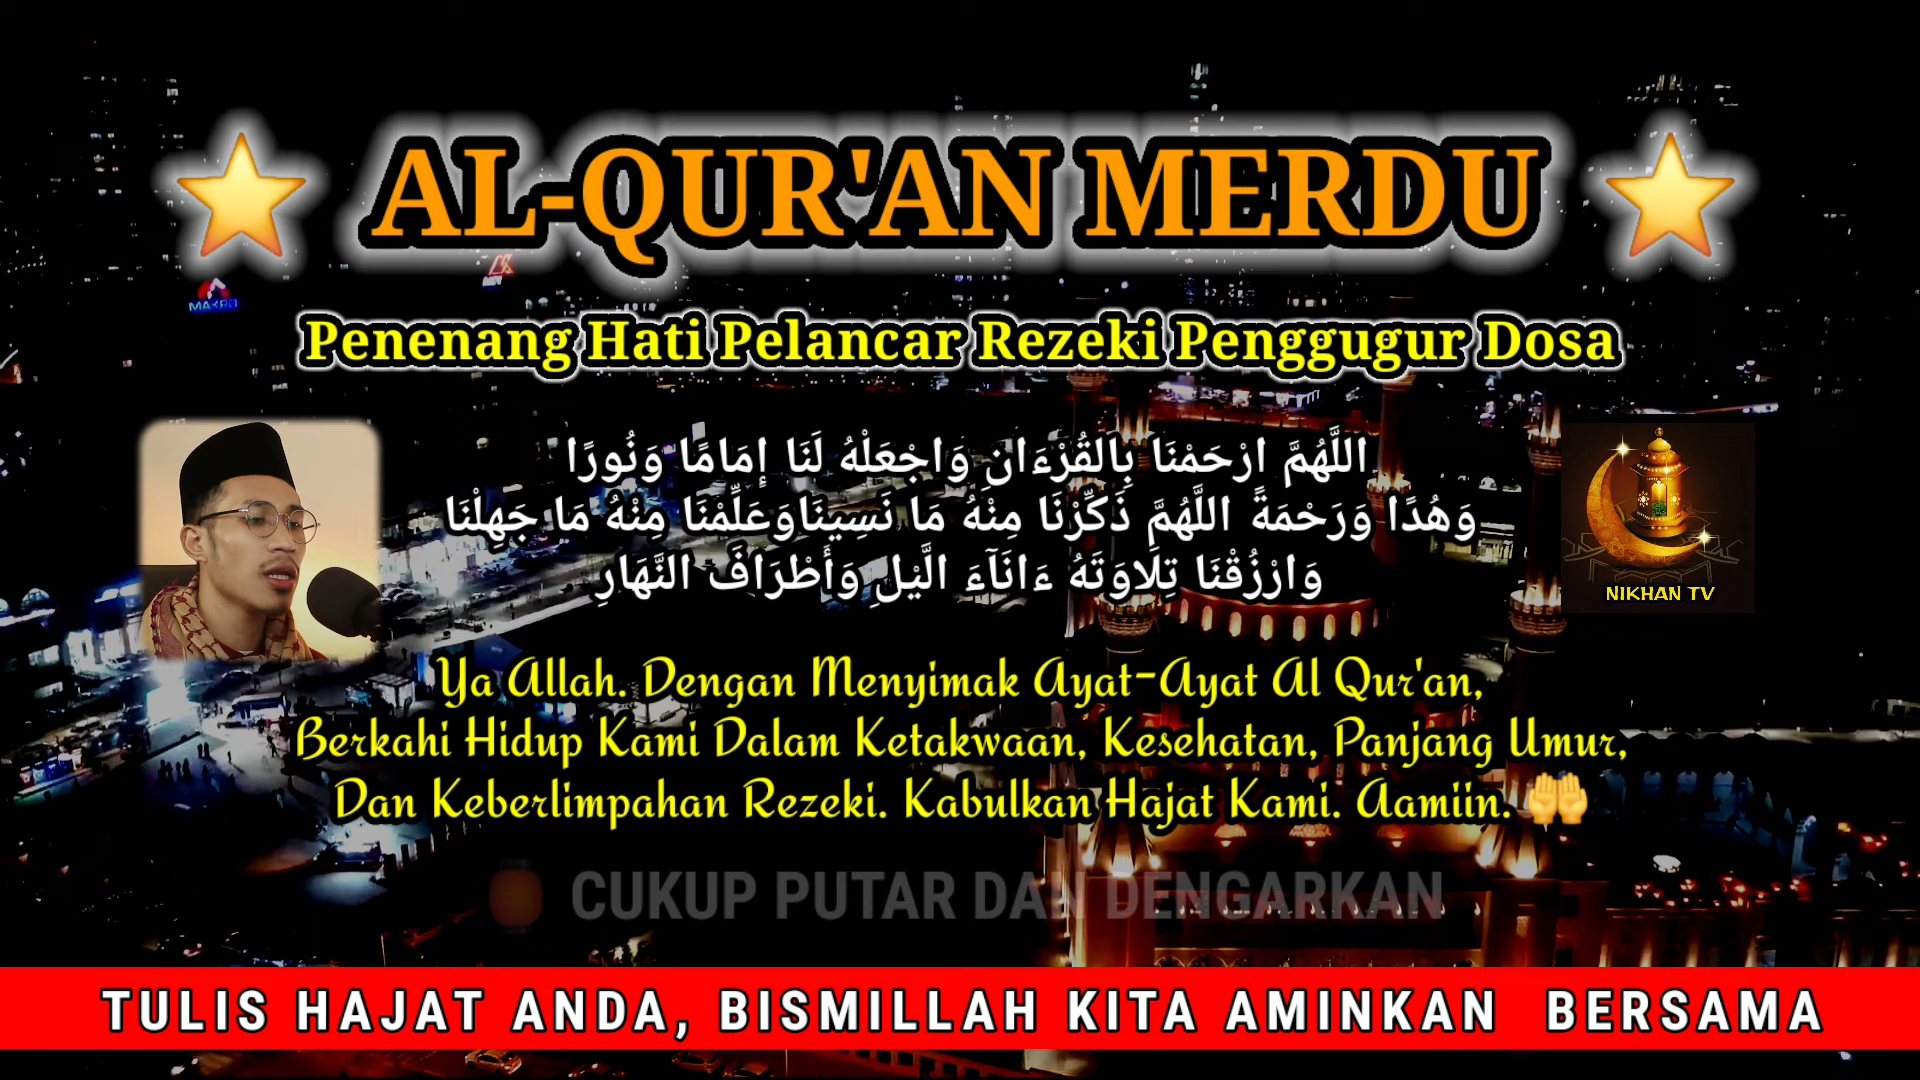 ⭐ AL-QUR'AN MERDU ⭐
MAKRO
Penenang Hati Pelancar Rezeki Penggugur Dosa
اللَّهُمَّ ارْحَمْنَا بِالقُرْءَانِ وَاجْعَلْهُ لَنَا إِمَامًا وَنُورًا
وَهُدًا وَرَحْمَةً اللَّهُمَّ ذَكِّرْنَا مِنْهُ مَا نَسِينَاوَعَلِّمْنَا مِنْهُ مَا جَهِلْنَا
وَارْزُقْنَا تِلَاوَتَهُ ءَانَآءَ الَّيْلِ وَأَطْرَافَ النَّهَارِ
NIKHAN TV
Ya Allah. Dengan Menyimak Ayat-Ayat Al Qur'an,
Berkahi Hidup Kami Dalam Ketakwaan, Kesehatan, Panjang Umur,
Dan Keberlimpahan Rezeki. Kabulkan Hajat Kami. Aamiin. 🤲
CUKUP PUTAR DAN DENGARKAN
TULIS HAJAT ANDA, BISMILLAH KITA AMINKAN BERSAMA